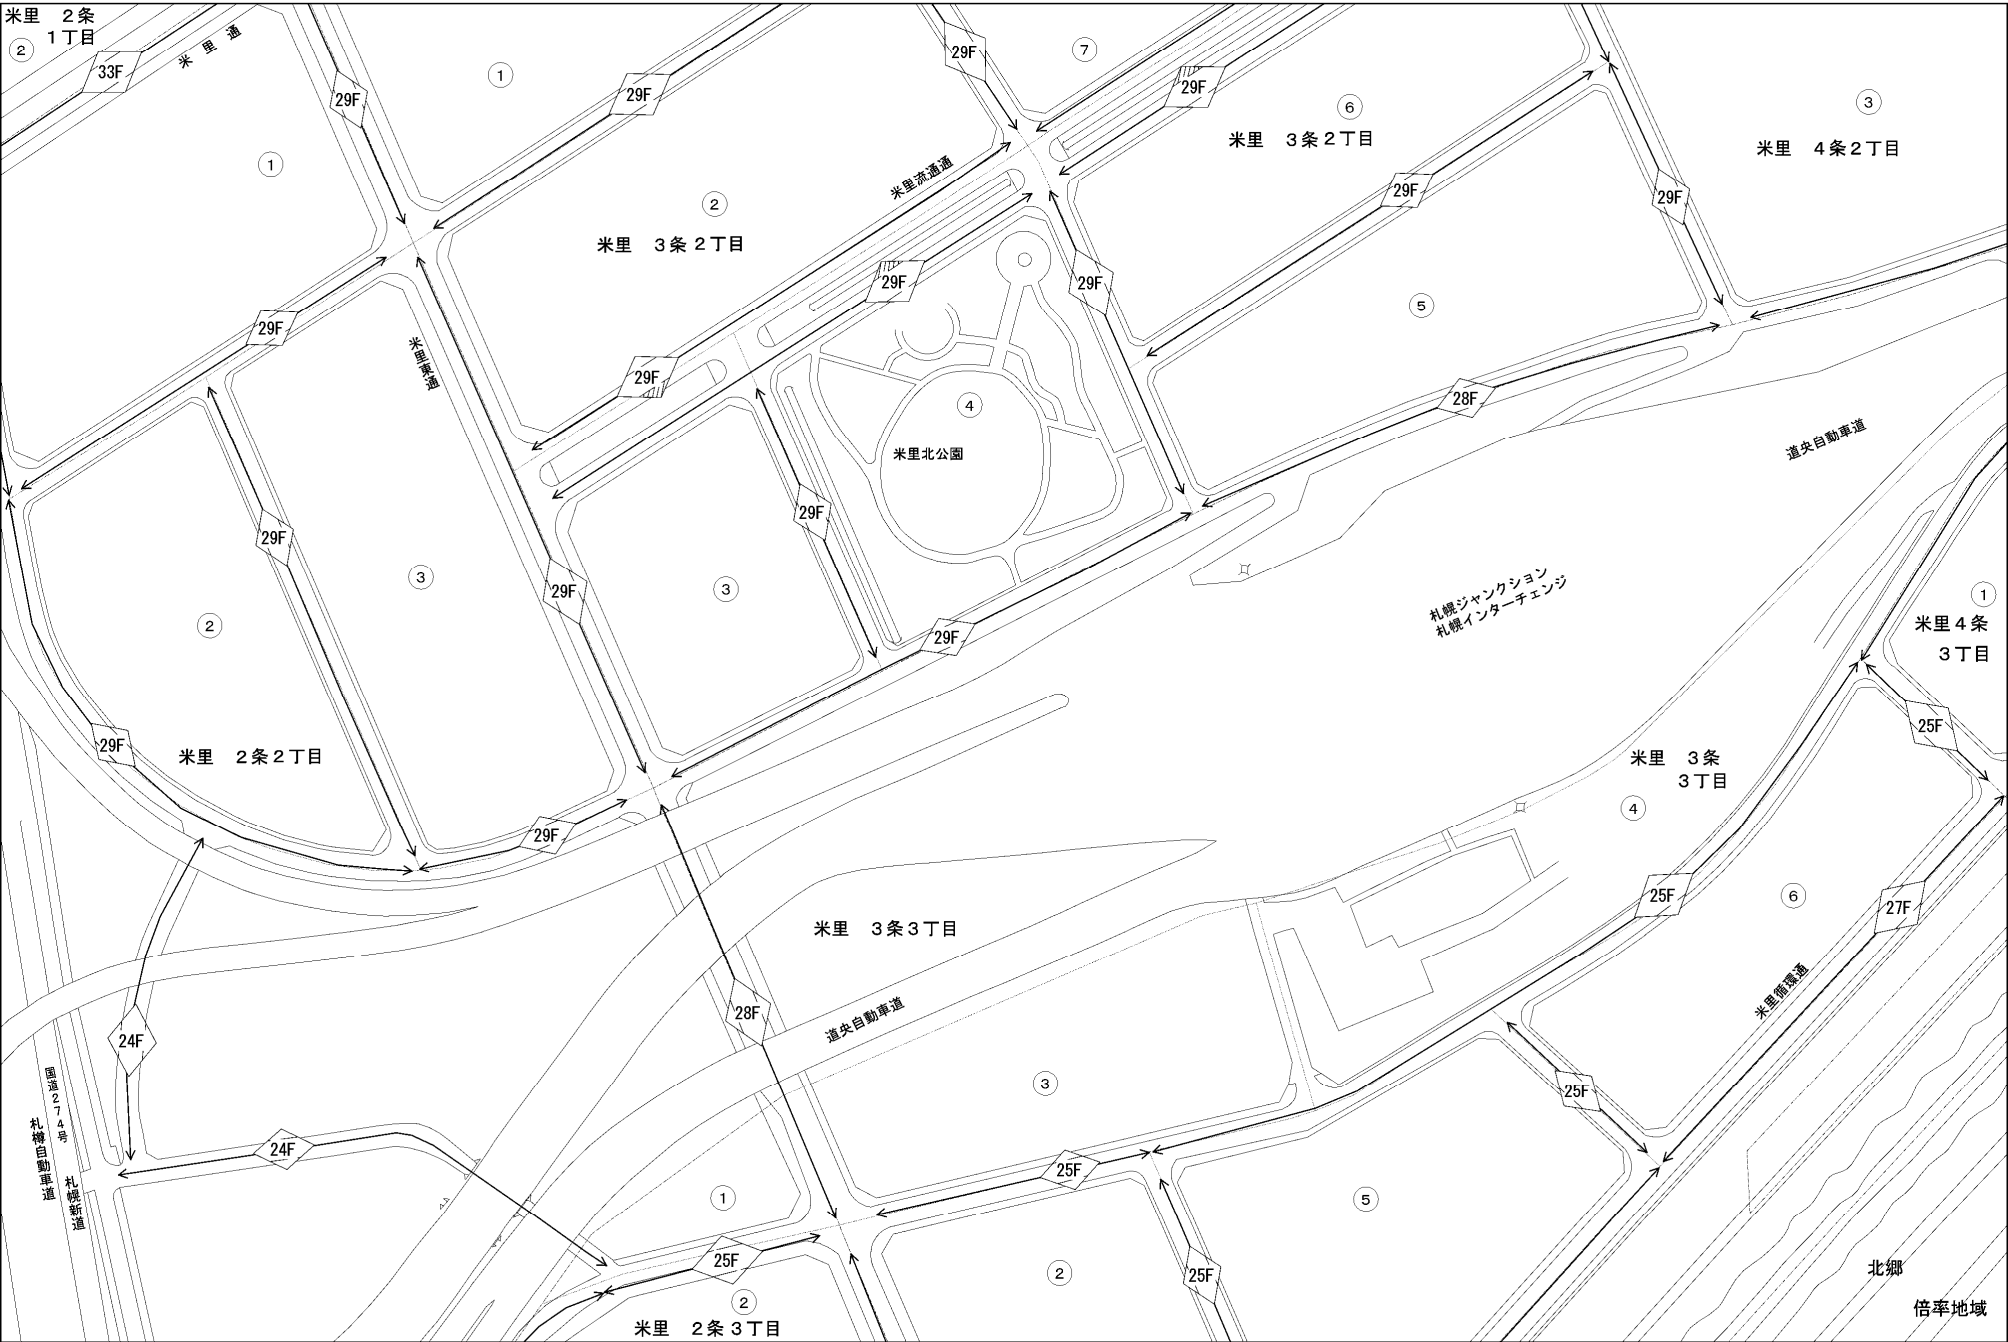 米里　２条
１丁目
②
33F
米里通
29F
①
①
29F
29F
⑦
29F
⑥
米里　３条２丁目
③
米里　４条２丁目
29F
29F
米里流通通
②
米里　３条２丁目
29F
29F
⑤
29F
米里東通
29F
28F
④
米里北公園
道央自動車道
29F
29F
③
29F
③
②
29F
札幌ジャンクション
札幌インターチェンジ
①
米里４条
３丁目
25F
29F
米里　２条２丁目
米里　３条
３丁目
④
29F
25F
⑥
27F
米里　３条３丁目
米里循環通
28F
道央自動車道
24F
③
25F
国道２７４号
札樽自動車道
札幌新道
24F
25F
①
⑤
25F
②
25F
②
米里　２条３丁目
北郷
倍率地域